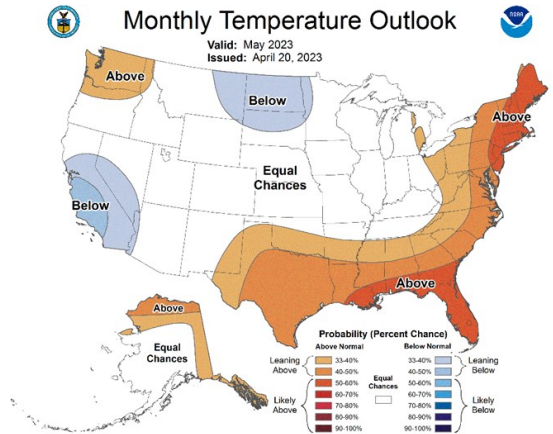 Monthly Temperature Outlook
NOAA
Valid: May 2023
Issued: April 20, 2023
Above
Below
Above
Equal
Chances
Below
Above
Above
Equal
Chances
Probability (Percent Chance)
Above Normal
Below Normal
Leaning
Above
33-40%
40-50%
Likely
Above
50-60%
60-70%
70-80%
80-90%
90-100%
Equal
Chances
33-40%
40-50%
Leaning
Below
50-60%
60-70%
70-80%
80-90%
90-100%
Likely
Below